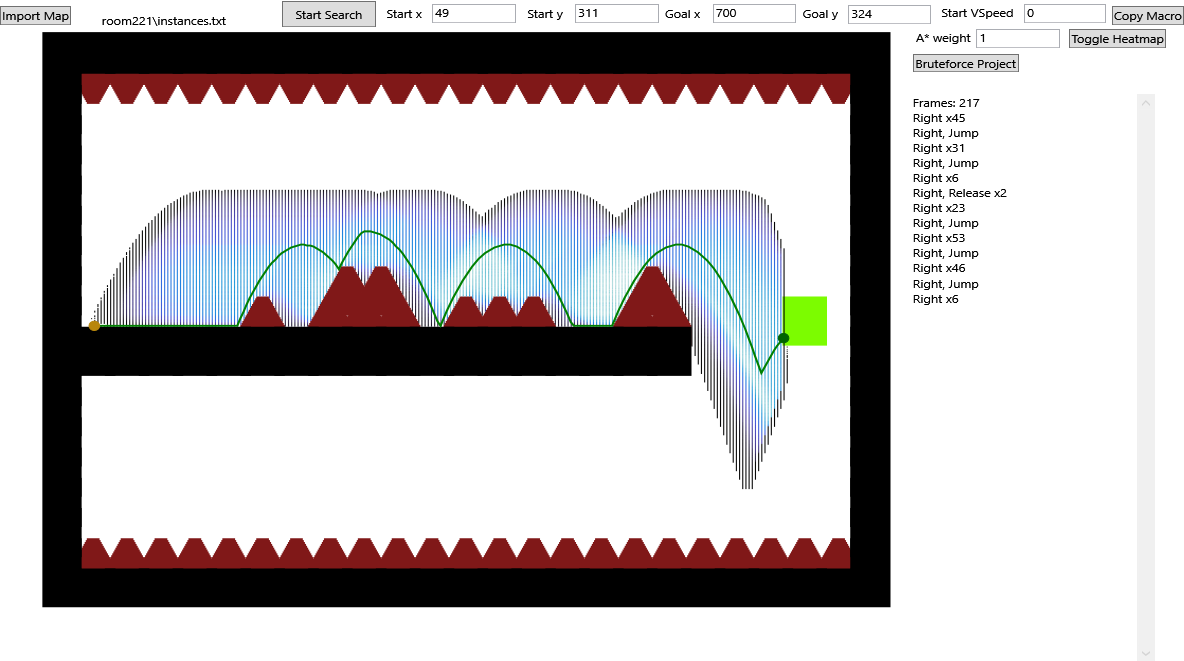 Import Map
room221\instances.txt
Start Search
Start x 49
Start y 311
Goal x 700
Goal y 324
Start VSpeed 0
Copy Macro
A* weight 1
Toggle Heatmap
Bruteforce Project
Frames: 217
Right x45
Right, Jump
Right x31
Right, Jump
Right x6
Right, Release x2
Right x23
Right, Jump
Right x53
Right, Jump
Right x46
Right, Jump
Right x6